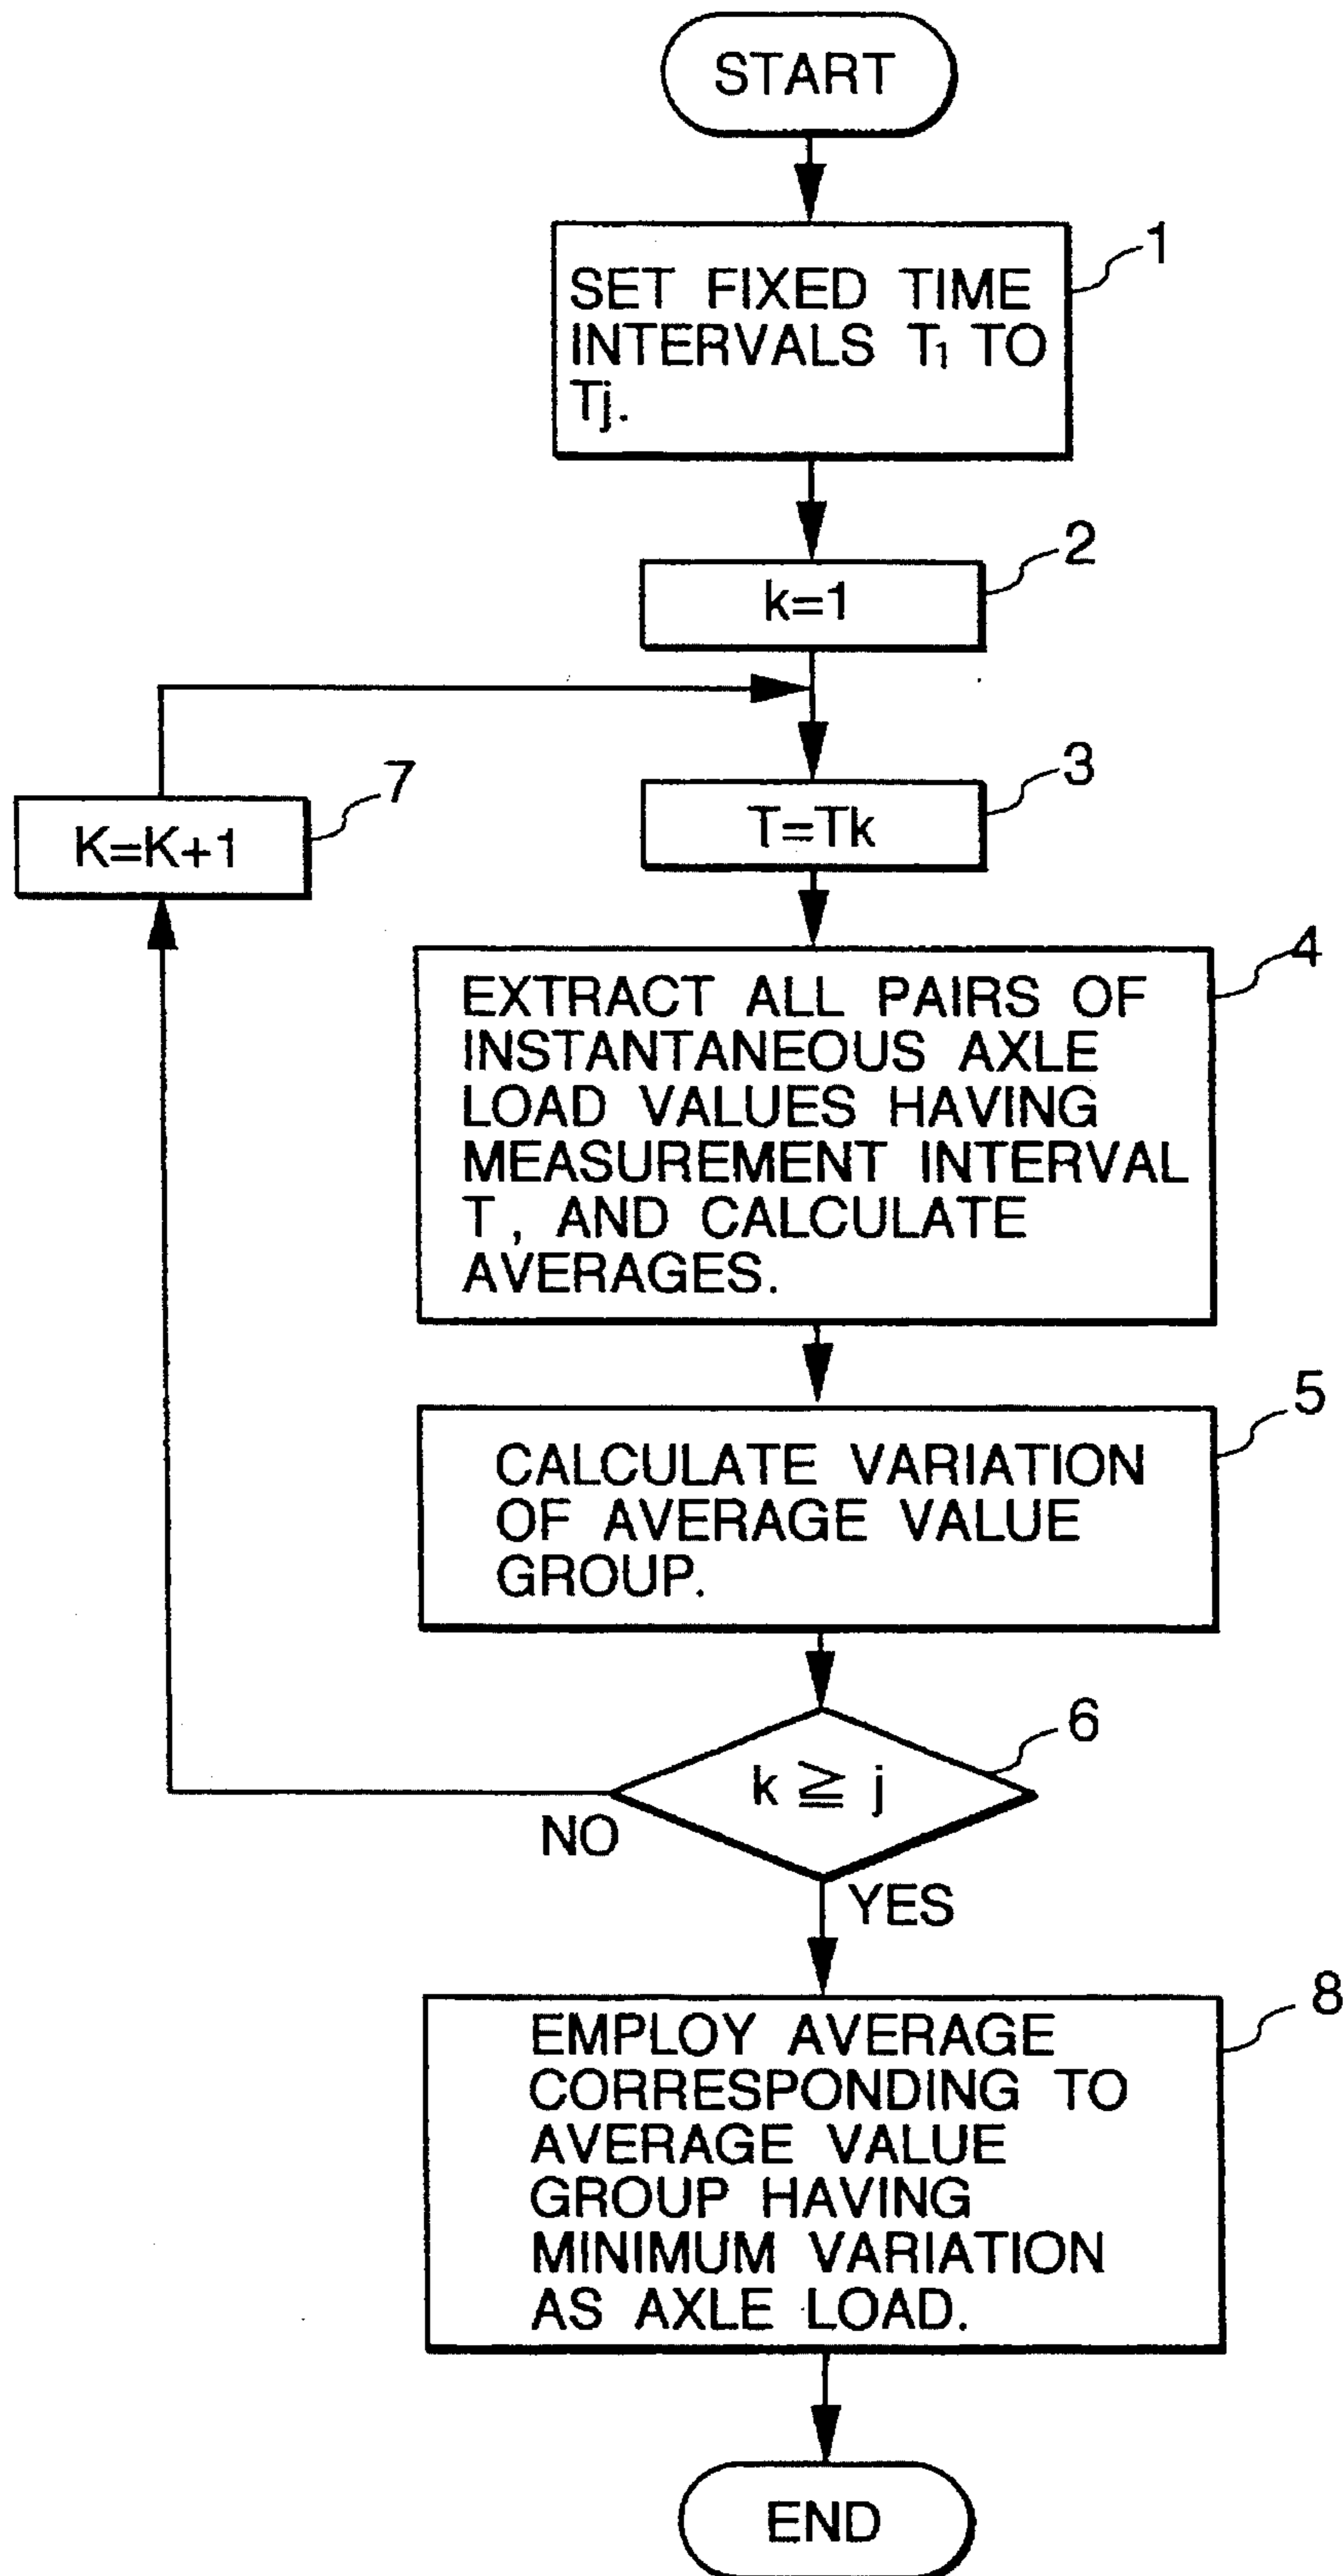 START
1
SET FIXED TIME
INTERVALS T₁ TO
Tj.
2
k=1
3
T=Tk
7
K=K+1
4
EXTRACT ALL PAIRS OF
INSTANTANEOUS AXLE
LOAD VALUES HAVING
MEASUREMENT INTERVAL
T, AND CALCULATE
AVERAGES.
5
CALCULATE VARIATION
OF AVERAGE VALUE
GROUP.
6
k ≧ j
NO
YES
8
EMPLOY AVERAGE
CORRESPONDING TO
AVERAGE VALUE
GROUP HAVING
MINIMUM VARIATION
AS AXLE LOAD.
END